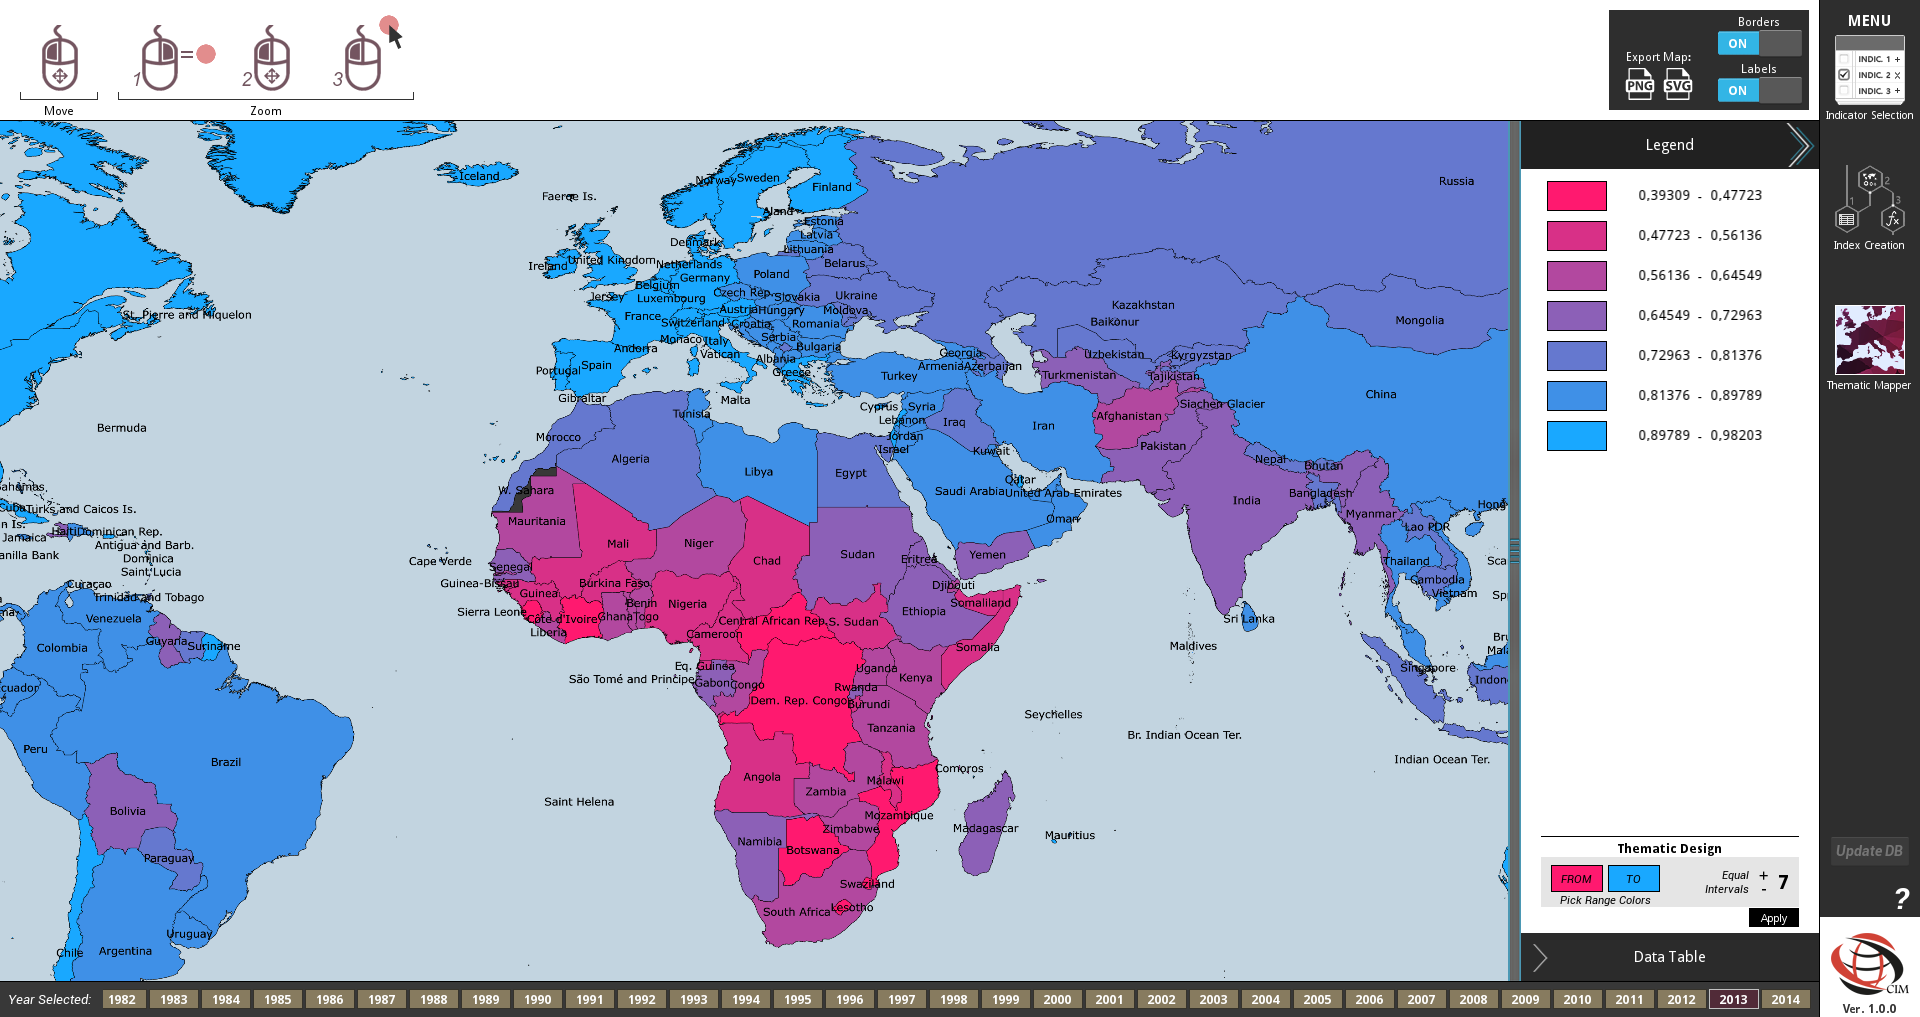 1
=
2
3
Move
Zoom
Export Map:
PNG
SVG
Borders
ON
Labels
ON
MENU
INDIC. 1 +
INDIC. 2 x
INDIC. 3 +
Indicator Selection
1
2
3
fx
Index Creation
Thematic Mapper
Update DB
?
CIM
Ver. 1.0.0
Legend
0,39309 - 0,47723
0,47723 - 0,56136
0,56136 - 0,64549
0,64549 - 0,72963
0,72963 - 0,81376
0,81376 - 0,89789
0,89789 - 0,98203
Thematic Design
FROM
TO
Pick Range Colors
Equal
Intervals
+
-
7
Apply
Data Table
Iceland
Faeroe Is.
Norway
Sweden
Finland
Russia
Aland
Estonia
Latvia
Lithuania
Denmark
Ireland
United Kingdom
Netherlands
Germany
Poland
Belarus
Belgium
Jersey
Luxembourg
Czech Rep.
Slovakia
Ukraine
France
Austria
Hungary
Moldova
Switzerland
Croatia
Romania
Monaco
Italy
Serbia
Bulgaria
Andorra
Vatican
Albania
Portugal
Spain
Greece
Gibraltar
Malta
St. Pierre and Miquelon
Bermuda
Kazakhstan
Baikonur
Mongolia
Georgia
Armenia
Azerbaijan
Uzbekistan
Kyrgyzstan
Turkey
Turkmenistan
Tajikistan
China
Cyprus
Syria
Lebanon
Iraq
Iran
Afghanistan
Siachen Glacier
Jordan
Israel
Kuwait
Pakistan
Nepal
Bhutan
Tunisia
Morocco
Algeria
Libya
Egypt
W. Sahara
Saudi Arabia
Qatar
United Arab Emirates
Oman
India
Bangladesh
Myanmar
Lao PDR
Hong
ahamas
Cuba
Turks and Caicos Is.
n Is.
Jamaica
Haiti
Dominican Rep.
anilla Bank
Antigua and Barb.
Dominica
Saint Lucia
Curaçao
Trinidad and Tobago
ma
Venezuela
Guyana
Suriname
Colombia
cuador
Peru
Brazil
Bolivia
Paraguay
Uruguay
Chile
Argentina
Cape Verde
Mauritania
Mali
Niger
Chad
Sudan
Eritrea
Yemen
Senegal
Guinea-Bissau
Guinea
Burkina Faso
Djibouti
Sierra Leone
Côte d'Ivoire
Ghana
Togo
Benin
Nigeria
Liberia
Central African Rep.
S. Sudan
Ethiopia
Somaliland
Cameroon
Somalia
Eq. Guinea
São Tomé and Principe
Gabon
Congo
Uganda
Kenya
Rwanda
Dem. Rep. Congo
Burundi
Tanzania
Seychelles
Angola
Zambia
Malawi
Comoros
Saint Helena
Mozambique
Zimbabwe
Madagascar
Mauritius
Namibia
Botswana
Swaziland
South Africa
Lesotho
Thailand
Cambodia
Vietnam
Sca
Sp
Sri Lanka
Maldives
Bru
Mala
Singapore
Indon
Br. Indian Ocean Ter.
Indian Ocean Ter.
Year Selected:
1982
1983
1984
1985
1986
1987
1988
1989
1990
1991
1992
1993
1994
1995
1996
1997
1998
1999
2000
2001
2002
2003
2004
2005
2006
2007
2008
2009
2010
2011
2012
2013
2014